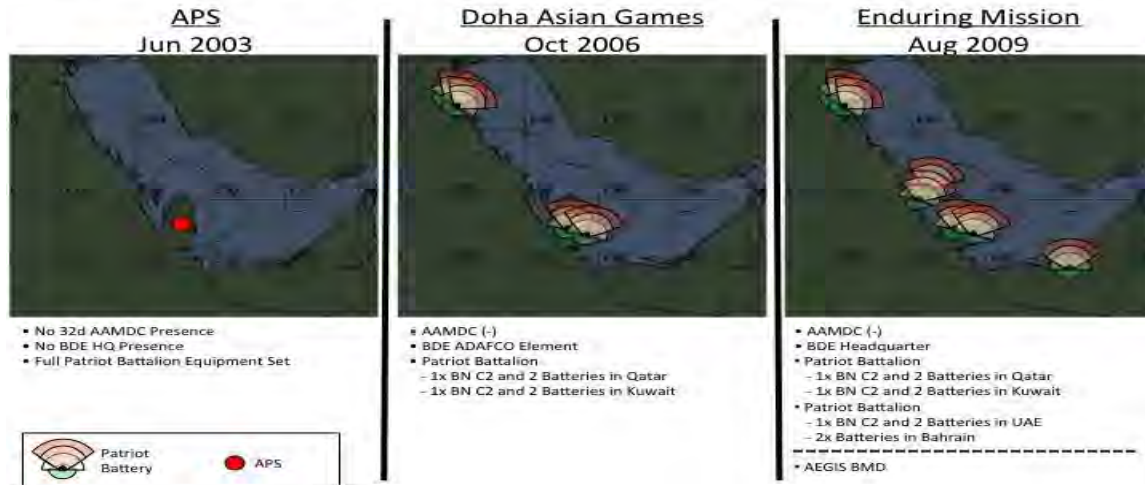 APS
Jun 2003
Doha Asian Games
Oct 2006
Enduring Mission
Aug 2009
▪ No 32d AAMDC Presence
▪ No BDE HQ Presence
▪ Full Patriot Battalion Equipment Set
▪ AAMDC (-)
▪ BDE ADAFCO Element
▪ Patriot Battalion
- 1x BN C2 and 2 Batteries in Qatar
- 1x BN C2 and 2 Batteries in Kuwait
▪ AAMDC (-)
▪ BDE Headquarter
▪ Patriot Battalion
- 1x BN C2 and 2 Batteries in Qatar
- 1x BN C2 and 2 Batteries in Kuwait
▪ Patriot Battalion
- 1x BN C2 and 2 Batteries in UAE
- 2x Batteries in Bahrain
▪ AEGIS BMD
Patriot
Battery
APS